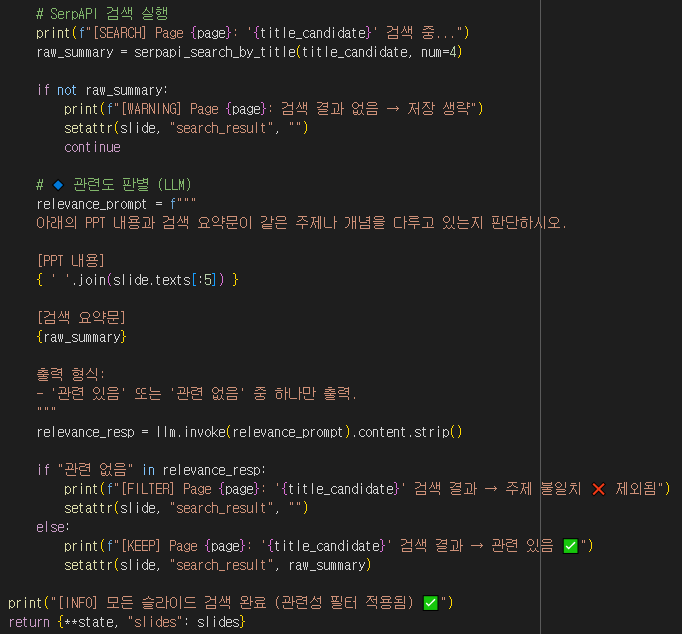 # SerpAPI 검색 실행
print(f"[SEARCH] Page {page}: '{title_candidate}' 검색 중...")
raw_summary = serpapi_search_by_title(title_candidate, num=4)
if not raw_summary:
print(f"[WARNING] Page {page}: 검색 결과 없음 → 저장 생략")
setattr(slide, "search_result", "")
continue
# 🔹 관련도 판별 (LLM)
relevance_prompt = f"""
아래의 PPT 내용과 검색 요약문이 같은 주제나 개념을 다루고 있는지 판단하시오.
[PPT 내용]
{ ' '.join(slide.texts[:5]) }
[검색 요약문]
{raw_summary}
출력 형식:
- '관련 있음' 또는 '관련 없음' 중 하나만 출력.
"""
relevance_resp = llm.invoke(relevance_prompt).content.strip()
if "관련 없음" in relevance_resp:
print(f"[FILTER] Page {page}: '{title_candidate}' 검색 결과 → 주제 불일치 ❌ 제외됨")
setattr(slide, "search_result", "")
else:
print(f"[KEEP] Page {page}: '{title_candidate}' 검색 결과 → 관련 있음 ✅")
setattr(slide, "search_result", raw_summary)
print("[INFO] 모든 슬라이드 검색 완료 (관련성 필터 적용됨) ✅")
return {**state, "slides": slides}